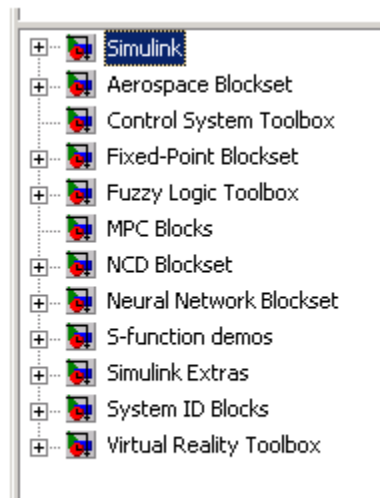 Simulink
Aerospace Blockset
Control System Toolbox
Fixed-Point Blockset
Fuzzy Logic Toolbox
MPC Blocks
NCD Blockset
Neural Network Blockset
S-function demos
Simulink Extras
System ID Blocks
Virtual Reality Toolbox